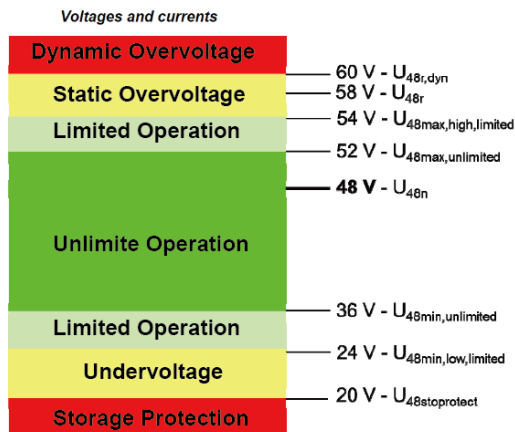 Voltages and currents
Dynamic Overvoltage
60 V - U48r,dyn
Static Overvoltage
58 V - U48r
54 V - U48max,high,limited
Limited Operation
52 V - U48max,unlimited
48 V - U48n
Unlimite Operation
36 V - U48min,unlimited
Limited Operation
24 V - U48min,low,limited
Undervoltage
20 V - U48stoprotect
Storage Protection